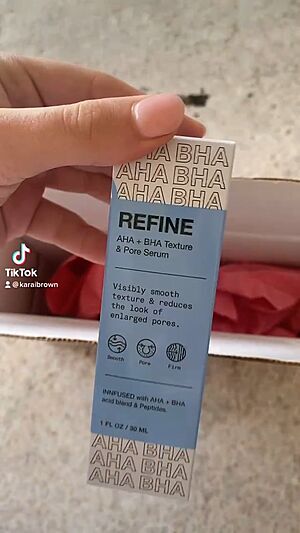 AHA BHA
AHA BHA
AHA BHA
REFINE
AHA + BHA Texture
& Pore Serum
Visibly smooth
texture & reduces
the look of
enlarged pores.
Smooth Pore Firm
INNFUSED with AHA + BHA
acid blend & Peptides.
1 FL OZ / 30 ML
AHA BHA
AHA BHA
AHA BHA
TikTok
@karaibrown